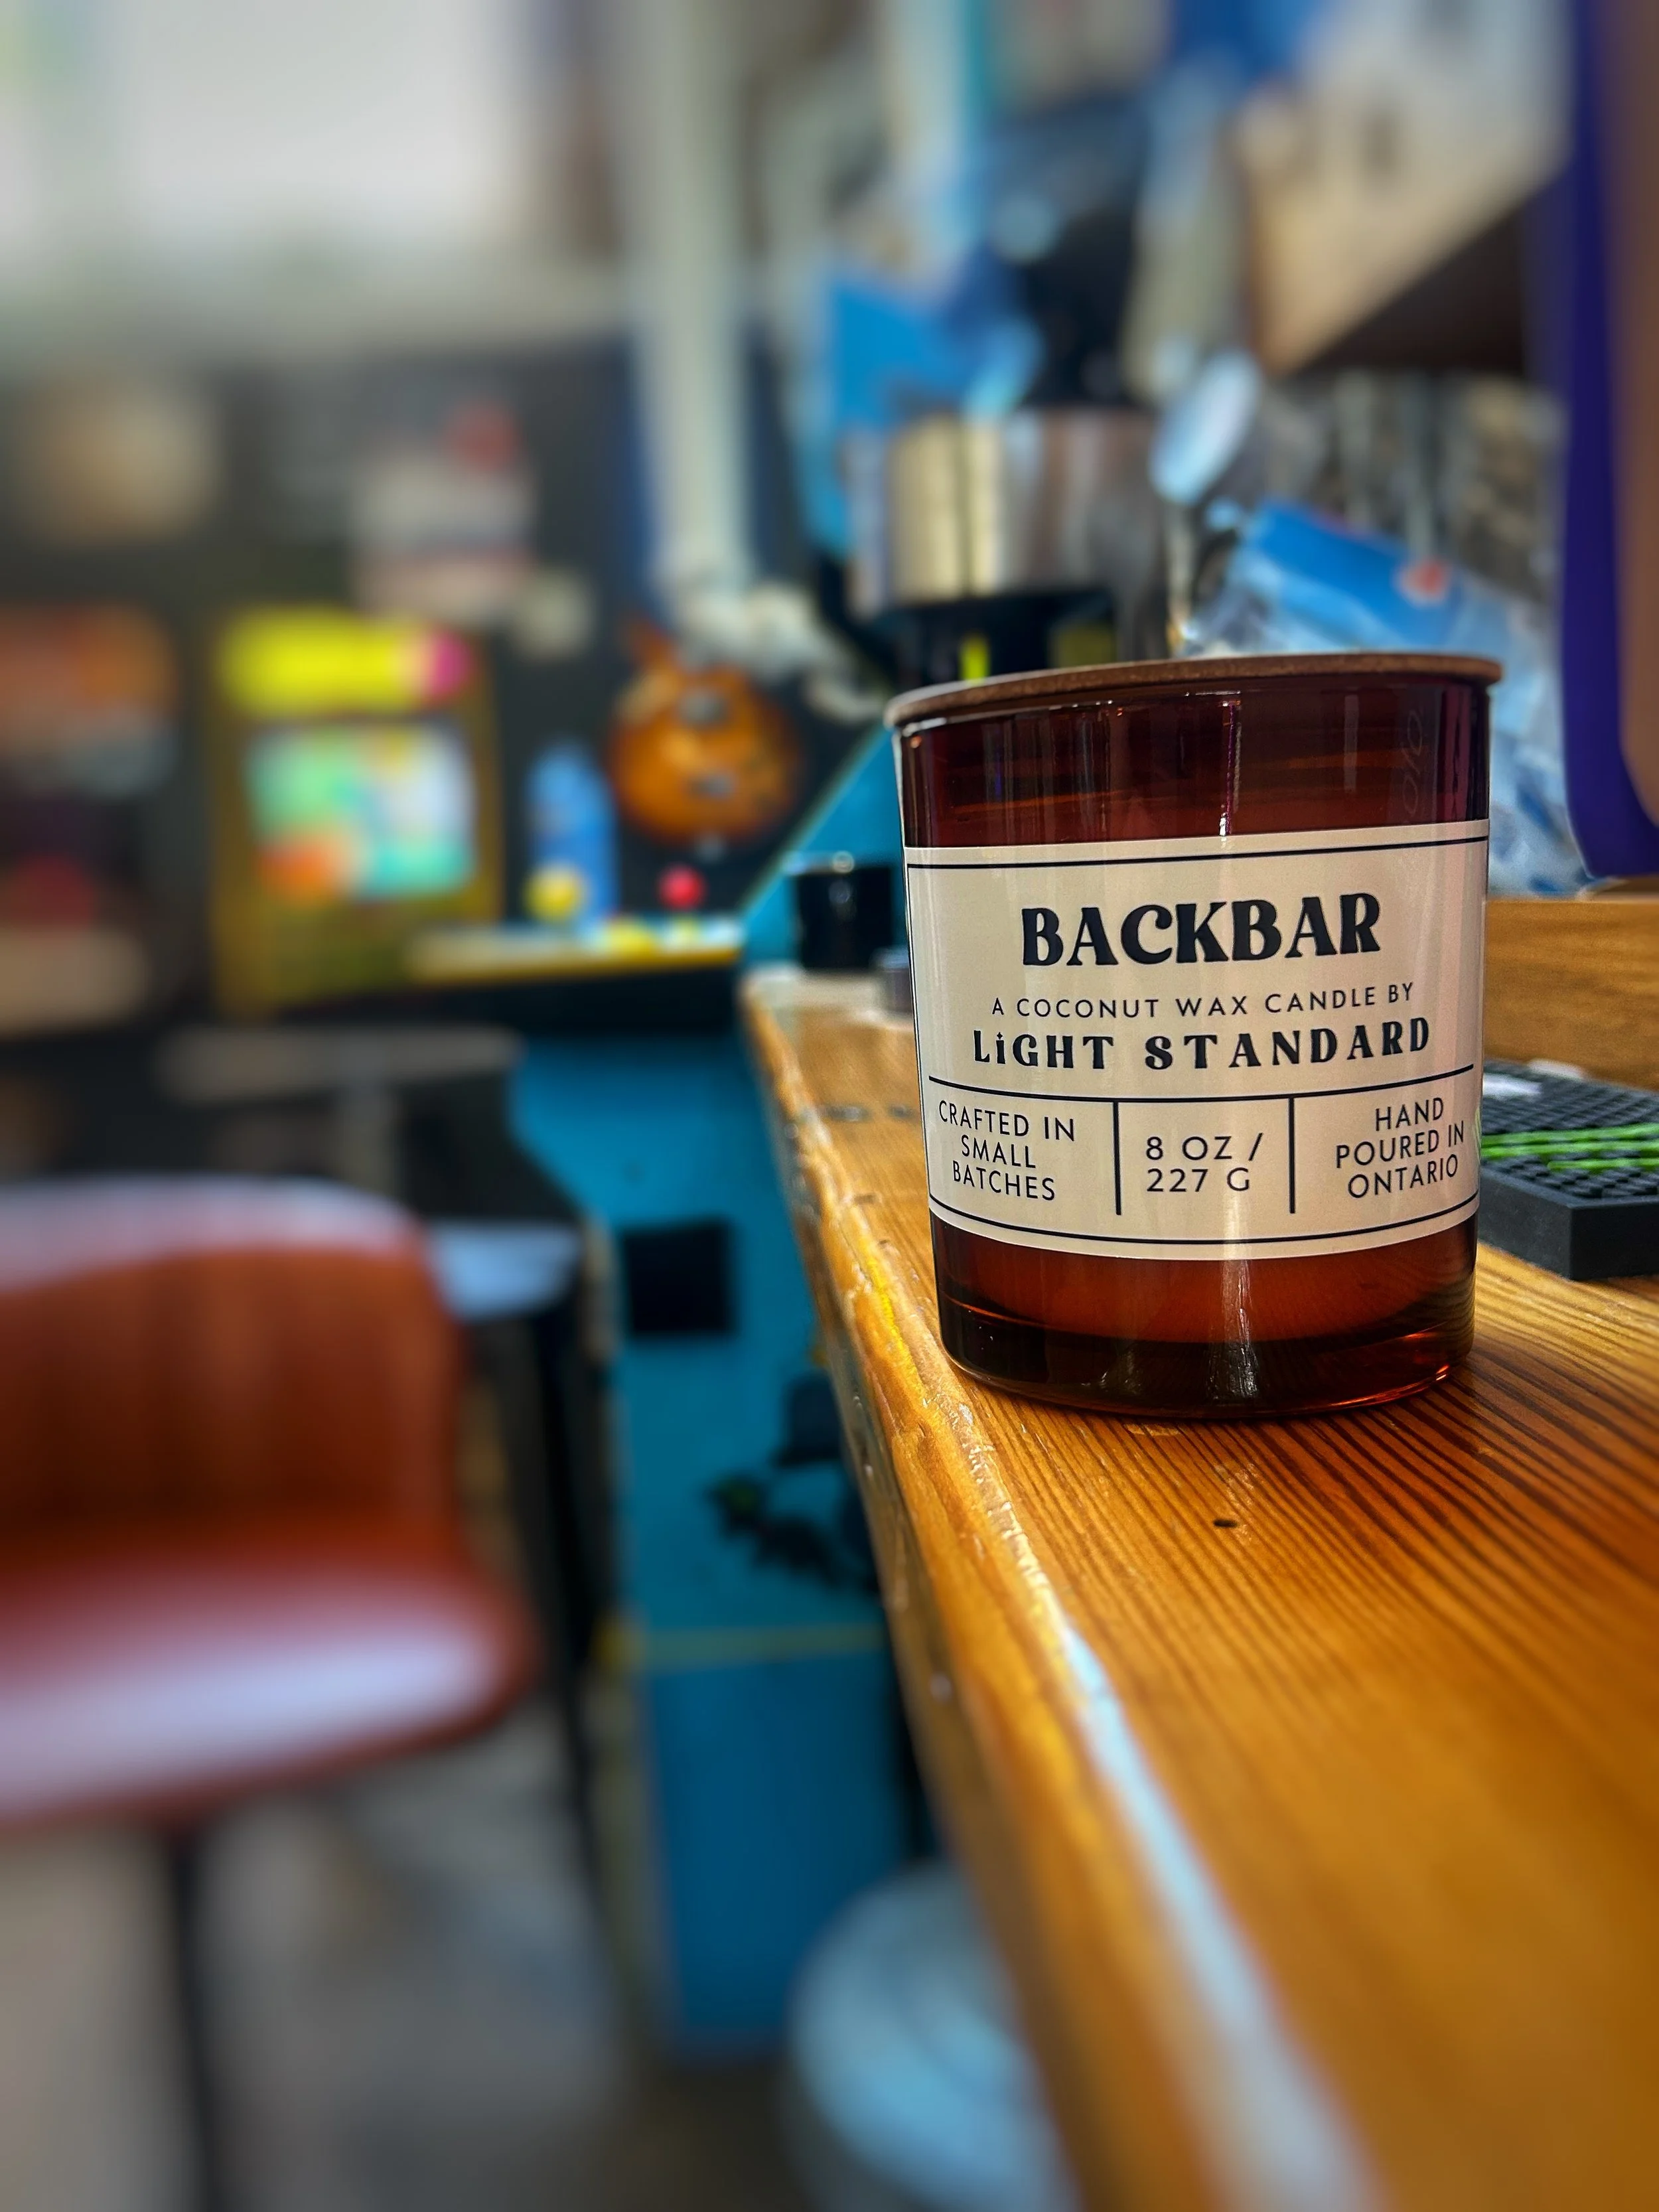 BACKBAR
A COCONUT WAX CANDLE BY
LiGHT STANDARD
CRAFTED IN
SMALL
BATCHES
8 OZ /
227 G
HAND
POURED IN
ONTARIO